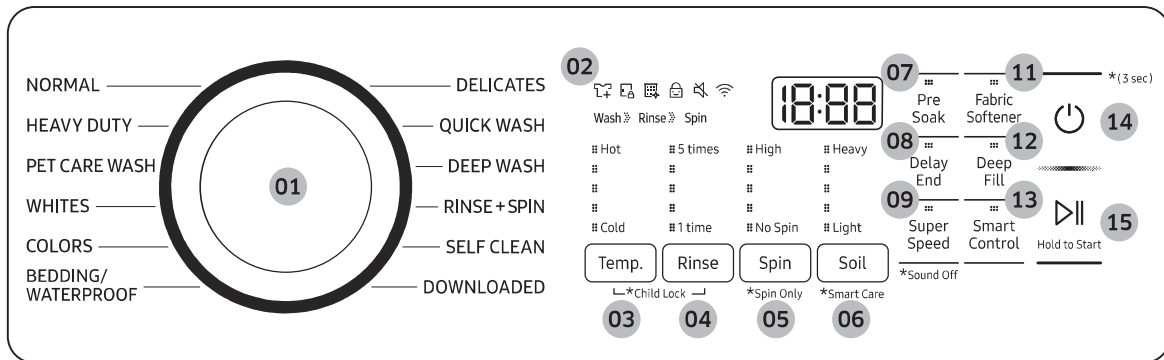 NORMAL
HEAVY DUTY
PET CARE WASH
WHITES
COLORS
BEDDING/
WATERPROOF
01
DELICATES
QUICK WASH
DEEP WASH
RINSE+SPIN
SELF CLEAN
DOWNLOADED
02
Wash Rinse Spin
18:88
Hot
Cold
Temp.
5 times
1 time
Rinse
*Child Lock
03
04
High
No Spin
Spin
*Spin Only
05
Heavy
Light
Soil
*Smart Care
06
07
Pre
Soak
08
Delay
End
09
Super
Speed
*Sound Off
11
Fabric
Softener
12
Deep
Fill
13
Smart
Control
*(3 sec)
14
15
Hold to Start